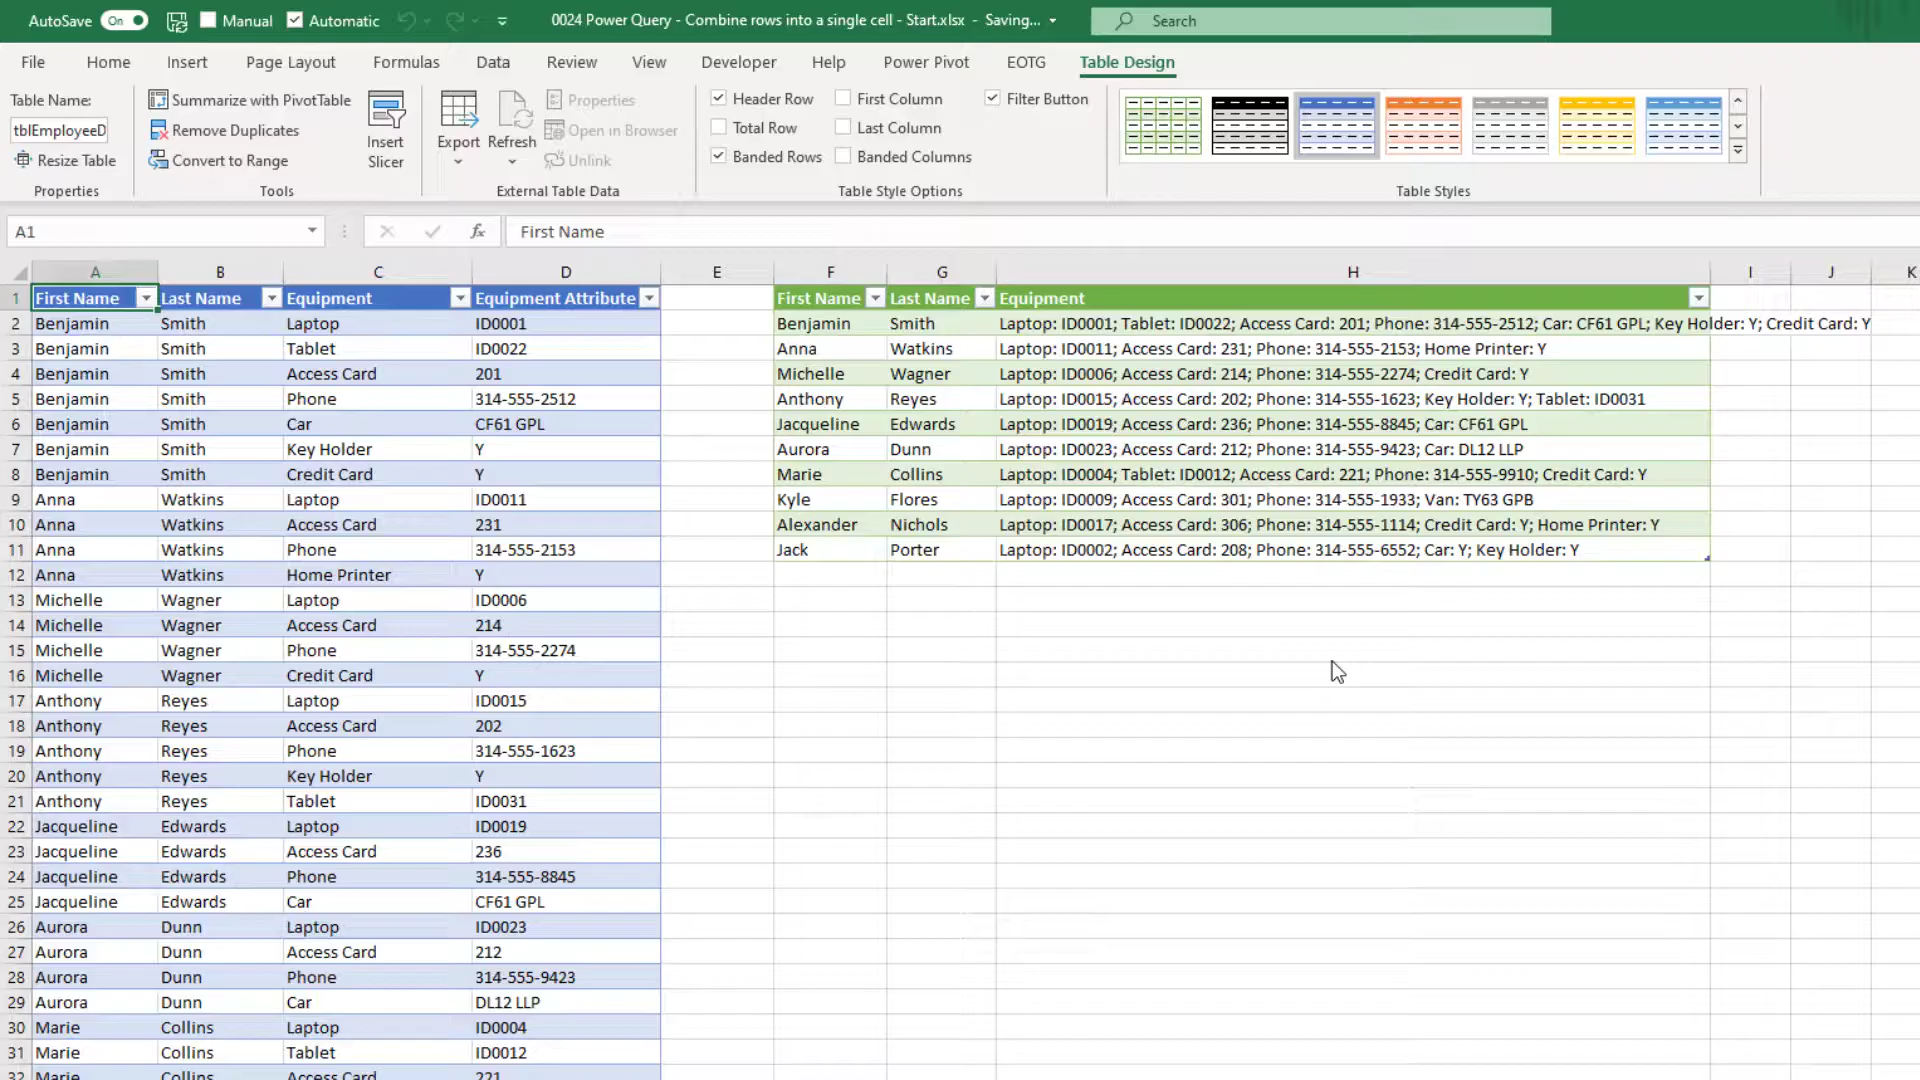 AutoSave On Manual Automatic 0024 Power Query - Combine rows into a single cell - Start.xlsx - Saving... Search
File Home Insert Page Layout Formulas Data Review View Developer Help Power Pivot EOTG Table Design
Table Name: Summarize with PivotTable Properties Header Row First Column Filter Button
tblEmployeeD Remove Duplicates Insert Slicer Export Refresh Open in Browser Total Row Last Column
Resize Table Convert to Range Unlink Banded Rows Banded Columns
Properties Tools External Table Data Table Style Options Table Styles
A1 fx First Name
A B C D E F G H I J K
1 First Name Last Name Equipment Equipment Attribute First Name Last Name Equipment
2 Benjamin Smith Laptop ID0001 Benjamin Smith Laptop: ID0001; Tablet: ID0022; Access Card: 201; Phone: 314-555-2512; Car: CF61 GPL; Key Holder: Y; Credit Card: Y
3 Benjamin Smith Tablet ID0022 Anna Watkins Laptop: ID0011; Access Card: 231; Phone: 314-555-2153; Home Printer: Y
4 Benjamin Smith Access Card 201 Michelle Wagner Laptop: ID0006; Access Card: 214; Phone: 314-555-2274; Credit Card: Y
5 Benjamin Smith Phone 314-555-2512 Anthony Reyes Laptop: ID0015; Access Card: 202; Phone: 314-555-1623; Key Holder: Y; Tablet: ID0031
6 Benjamin Smith Car CF61 GPL Jacqueline Edwards Laptop: ID0019; Access Card: 236; Phone: 314-555-8845; Car: CF61 GPL
7 Benjamin Smith Key Holder Y Aurora Dunn Laptop: ID0023; Access Card: 212; Phone: 314-555-9423; Car: DL12 LLP
8 Benjamin Smith Credit Card Y Marie Collins Laptop: ID0004; Tablet: ID0012; Access Card: 221; Phone: 314-555-9910; Credit Card: Y
9 Anna Watkins Laptop ID0011 Kyle Flores Laptop: ID0009; Access Card: 301; Phone: 314-555-1933; Van: TY63 GPB
10 Anna Watkins Access Card 231 Alexander Nichols Laptop: ID0017; Access Card: 306; Phone: 314-555-1114; Credit Card: Y; Home Printer: Y
11 Anna Watkins Phone 314-555-2153 Jack Porter Laptop: ID0002; Access Card: 208; Phone: 314-555-6552; Car: Y; Key Holder: Y
12 Anna Watkins Home Printer Y
13 Michelle Wagner Laptop ID0006
14 Michelle Wagner Access Card 214
15 Michelle Wagner Phone 314-555-2274
16 Michelle Wagner Credit Card Y
17 Anthony Reyes Laptop ID0015
18 Anthony Reyes Access Card 202
19 Anthony Reyes Phone 314-555-1623
20 Anthony Reyes Key Holder Y
21 Anthony Reyes Tablet ID0031
22 Jacqueline Edwards Laptop ID0019
23 Jacqueline Edwards Access Card 236
24 Jacqueline Edwards Phone 314-555-8845
25 Jacqueline Edwards Car CF61 GPL
26 Aurora Dunn Laptop ID0023
27 Aurora Dunn Access Card 212
28 Aurora Dunn Phone 314-555-9423
29 Aurora Dunn Car DL12 LLP
30 Marie Collins Laptop ID0004
31 Marie Collins Tablet ID0012
32 Marie Collins Access Card 221